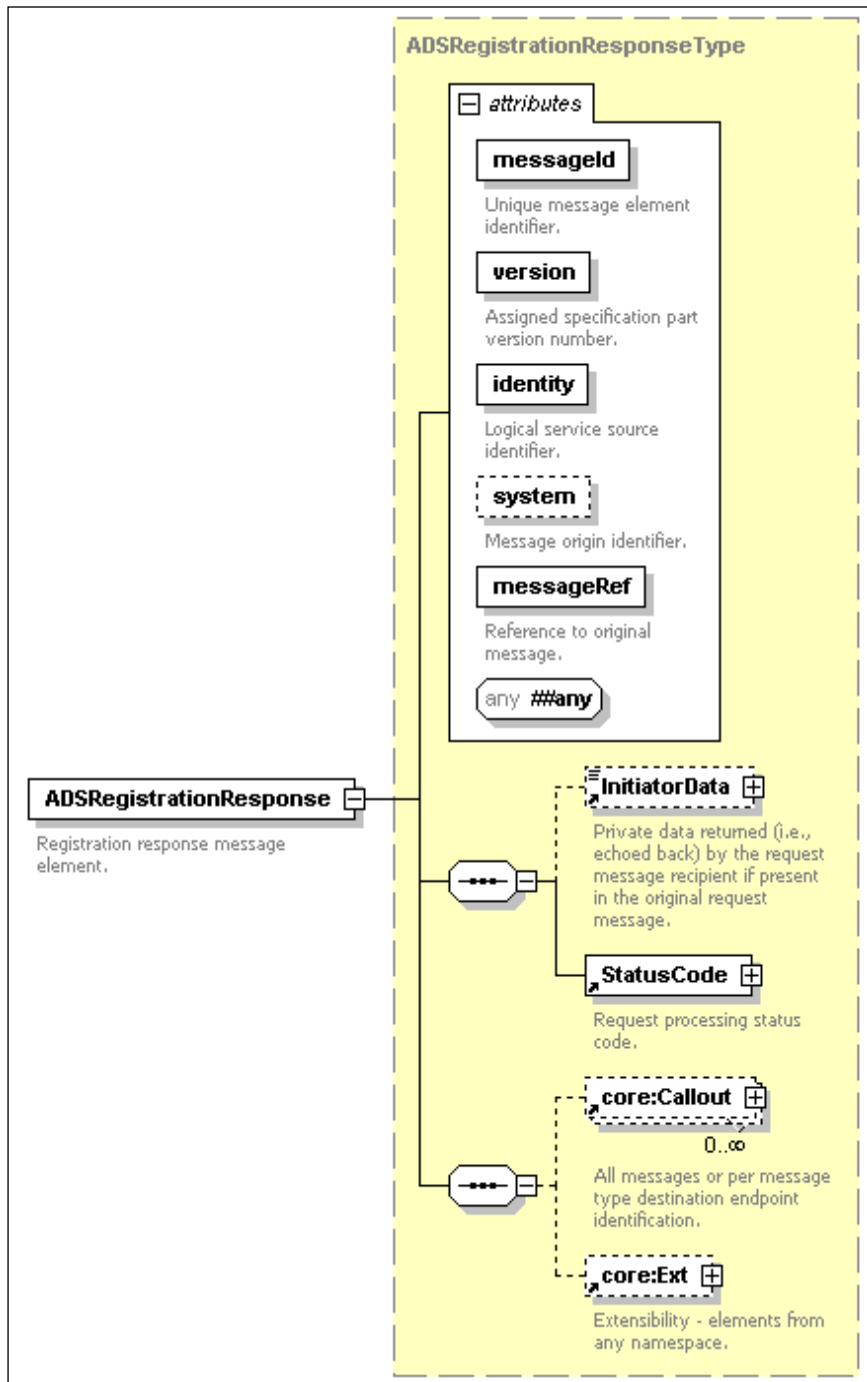 ADSRegistrationResponseType
attributes
messageId
Unique message element
identifier.
version
Assigned specification part
version number.
identity
Logical service source
identifier.
system
Message origin identifier.
messageRef
Reference to original
message.
any ##any
ADSRegistrationResponse
Registration response message
element.
InitiatorData
Private data returned (i.e.,
echoed back) by the request
message recipient if present
in the original request
message.
StatusCode
Request processing status
code.
core:Callout
0..∞
All messages or per message
type destination endpoint
identification.
core:Ext
Extensibility - elements from
any namespace.